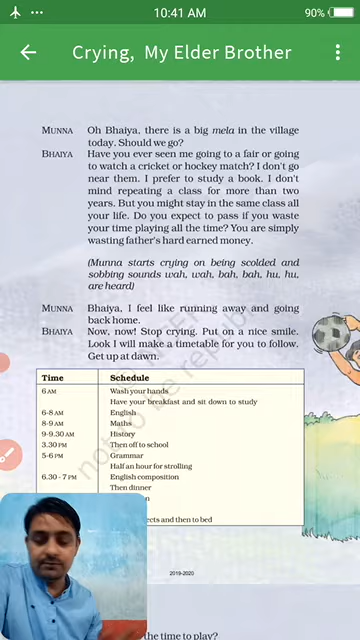 10:41 AM
90%
Crying, My Elder Brother
MUNNA Oh Bhaiya, there is a big mela in the village
today. Should we go?
BHAIYA Have you ever seen me going to a fair or going
to watch a cricket or hockey match? I don't go
near them. I prefer to study a book. I don't
mind repeating a class for more than two
years. But you might stay in the same class all
your life. Do you expect to pass if you waste
your time playing all the time? You are simply
wasting father's hard earned money.
(Munna starts crying on being scolded and
sobbing sounds wah, wah, bah, bah, hu, hu,
are heard)
MUNNA Bhaiya, I feel like running away and going
back home.
BHAIYA Now, now! Stop crying. Put on a nice smile.
Look I will make a timetable for you to follow.
Get up at dawn.
Time Schedule
6 AM Wash your hands
Have your breakfast and sit down to study
6-8 AM English
8-9 AM Maths
9-9.30 AM History
3.30 PM Then off to school
5-6 PM Grammar
Half an hour for strolling
6.30 - 7 PM English composition
Then dinner
and then to bed
not to be republished
2019-2020
the time to play?